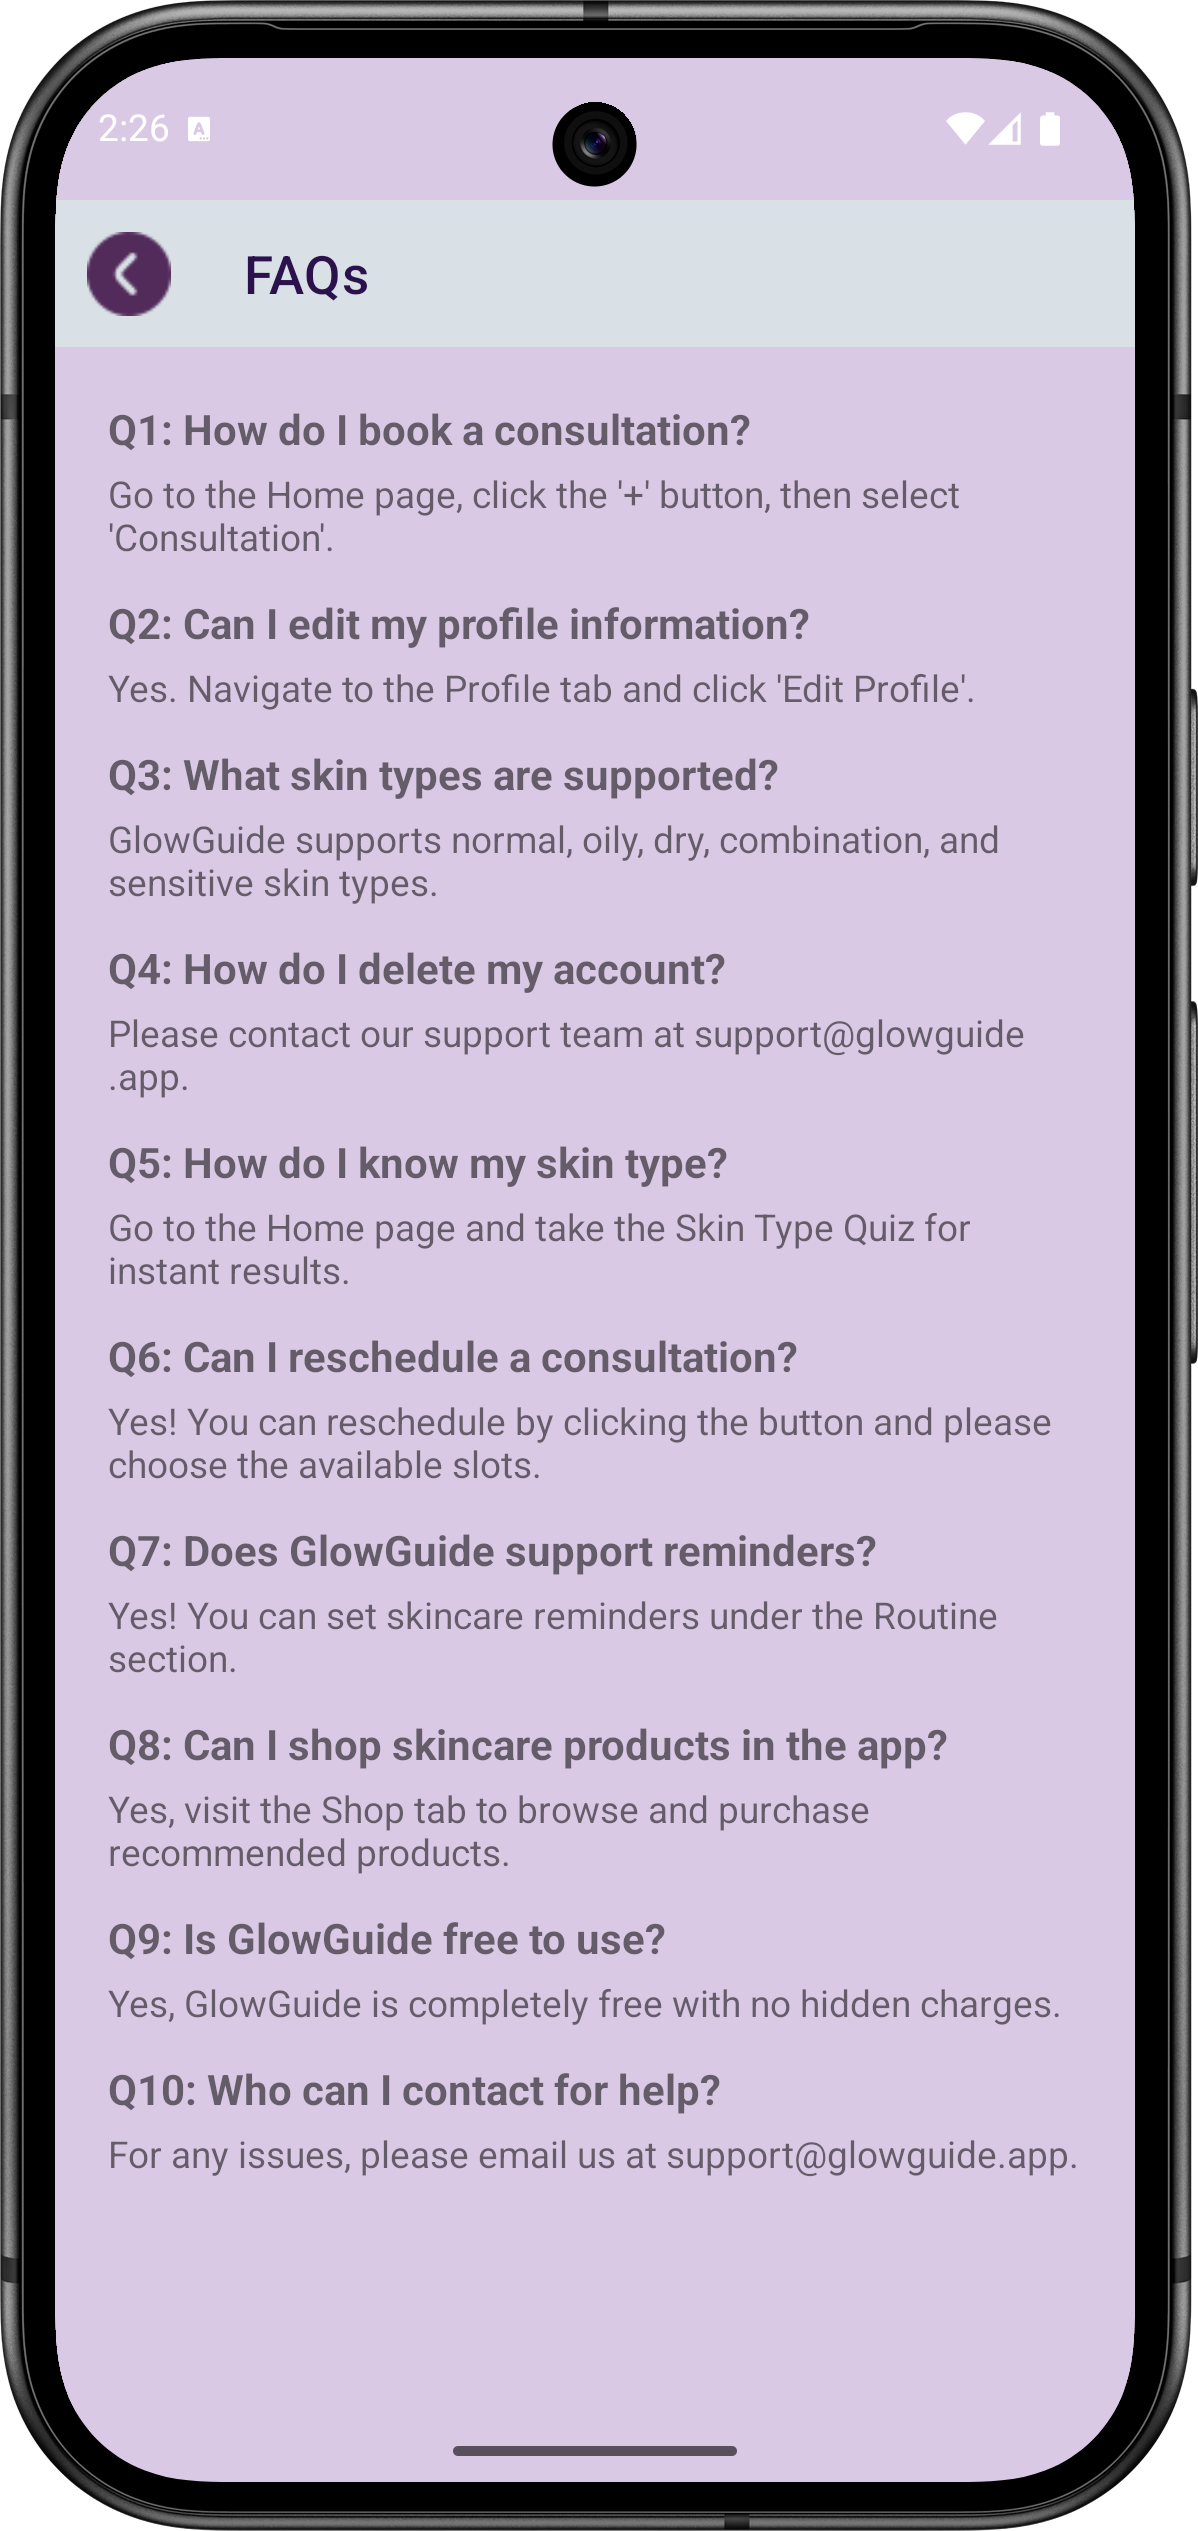 2:26 A
FAQs
Q1: How do I book a consultation?
Go to the Home page, click the '+' button, then select
'Consultation'.
Q2: Can I edit my profile information?
Yes. Navigate to the Profile tab and click 'Edit Profile'.
Q3: What skin types are supported?
GlowGuide supports normal, oily, dry, combination, and
sensitive skin types.
Q4: How do I delete my account?
Please contact our support team at support@glowguide
.app.
Q5: How do I know my skin type?
Go to the Home page and take the Skin Type Quiz for
instant results.
Q6: Can I reschedule a consultation?
Yes! You can reschedule by clicking the button and please
choose the available slots.
Q7: Does GlowGuide support reminders?
Yes! You can set skincare reminders under the Routine
section.
Q8: Can I shop skincare products in the app?
Yes, visit the Shop tab to browse and purchase
recommended products.
Q9: Is GlowGuide free to use?
Yes, GlowGuide is completely free with no hidden charges.
Q10: Who can I contact for help?
For any issues, please email us at support@glowguide.app.